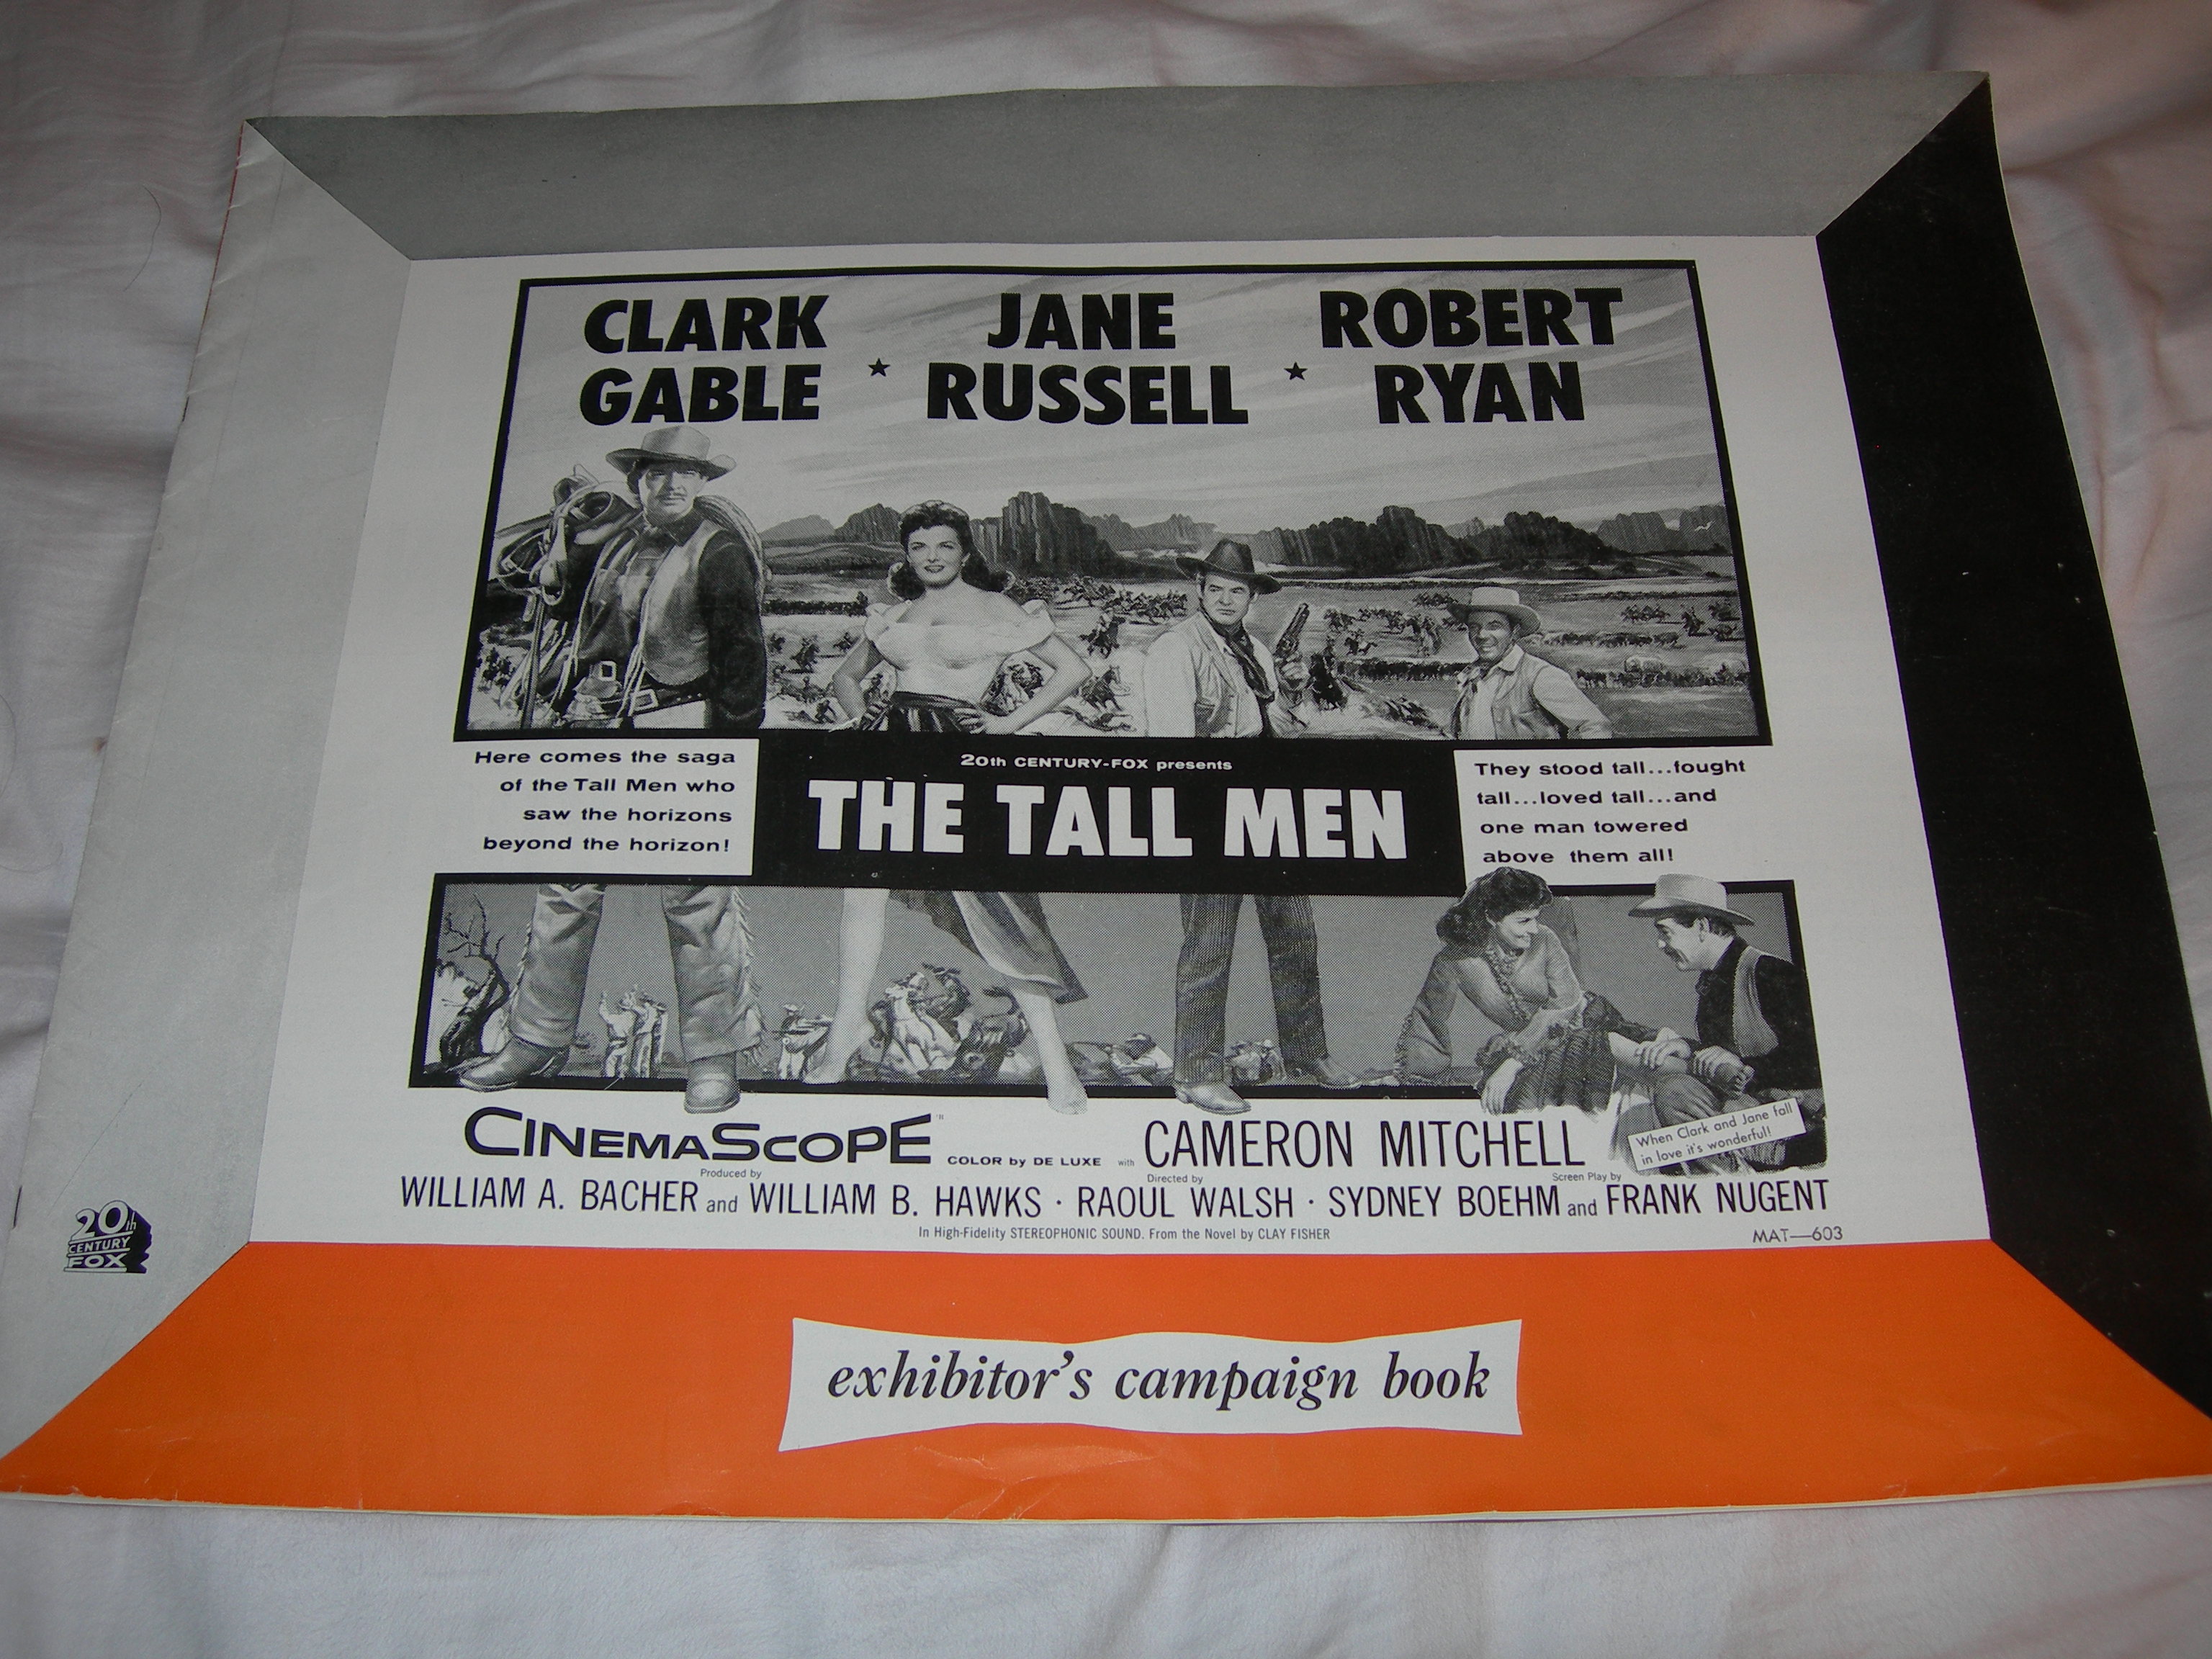 CLARK GABLE ★ JANE RUSSELL ★ ROBERT RYAN
Here comes the saga
of the Tall Men who
saw the horizons
beyond the horizon!
20th CENTURY-FOX presents
THE TALL MEN
They stood tall...fought
tall...loved tall...and
one man towered
above them all!
CINEMASCOPE
COLOR by DE LUXE with CAMERON MITCHELL
When Clark and Jane fall
in love it's wonderful!
Produced by
WILLIAM A. BACHER and WILLIAM B. HAWKS ·
Directed by
RAOUL WALSH ·
Screen Play by
SYDNEY BOEHM and FRANK NUGENT
In High-Fidelity STEREOPHONIC SOUND. From the Novel by CLAY FISHER
MAT—603
20th
CENTURY
FOX
exhibitor's campaign book